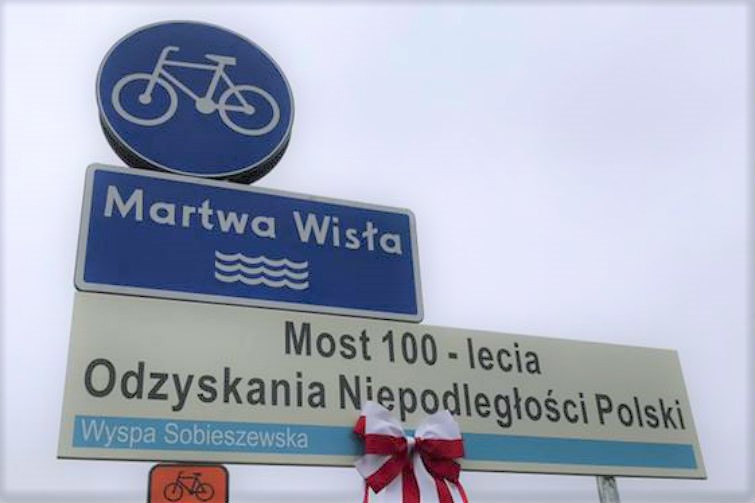 Martwa Wisła
Most 100 - lecia
Odzyskania Niepodległości Polski
Wyspa Sobieszewska